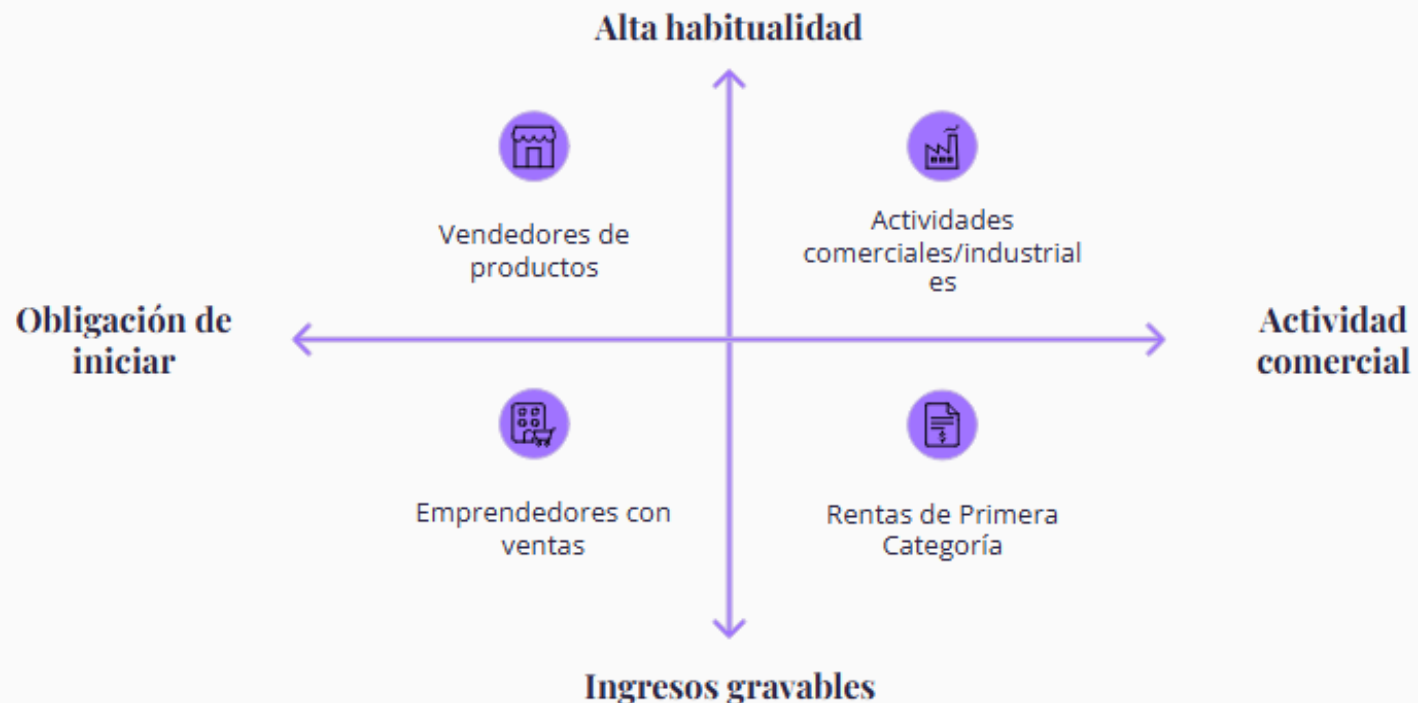 Alta habitualidad
Vendedores de
productos
Actividades
comerciales/industrial
es
Obligación de
iniciar
Actividad
comercial
Emprendedores con
ventas
Rentas de Primera
Categoría
Ingresos gravables